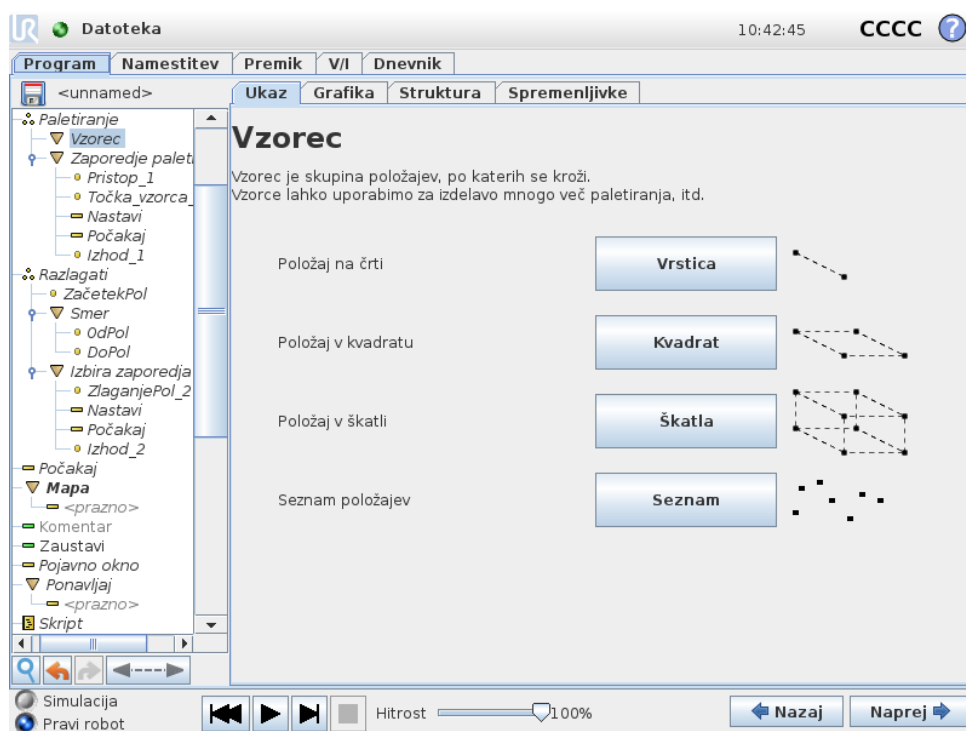 UR Datoteka 10:42:45 CCCC ?
Program Namestitev Premik V/I Dnevnik
<unnamed>
Ukaz Grafika Struktura Spremenljivke
Paletiranje
Vzorec
Zaporedje paleti
Pristop_1
Točka_vzorca_
Nastavi
Počakaj
Izhod_1
Razlagati
ZačetekPol
Smer
OdPol
DoPol
Izbira zaporedja
ZlaganjePol_2
Nastavi
Počakaj
Izhod_2
Počakaj
Mapa
<prazno>
Komentar
Zaustavi
Pojavno okno
Ponavljaj
<prazno>
Skript
Vzorec
Vzorec je skupina položajev, po katerih se kroži.
Vzorce lahko uporabimo za izdelavo mnogo več paletiranja, itd.
Položaj na črti Vrstica
Položaj v kvadratu Kvadrat
Položaj v škatli Škatla
Seznam položajev Seznam
Simulacija
Pravi robot
Hitrost 100%
Nazaj Naprej